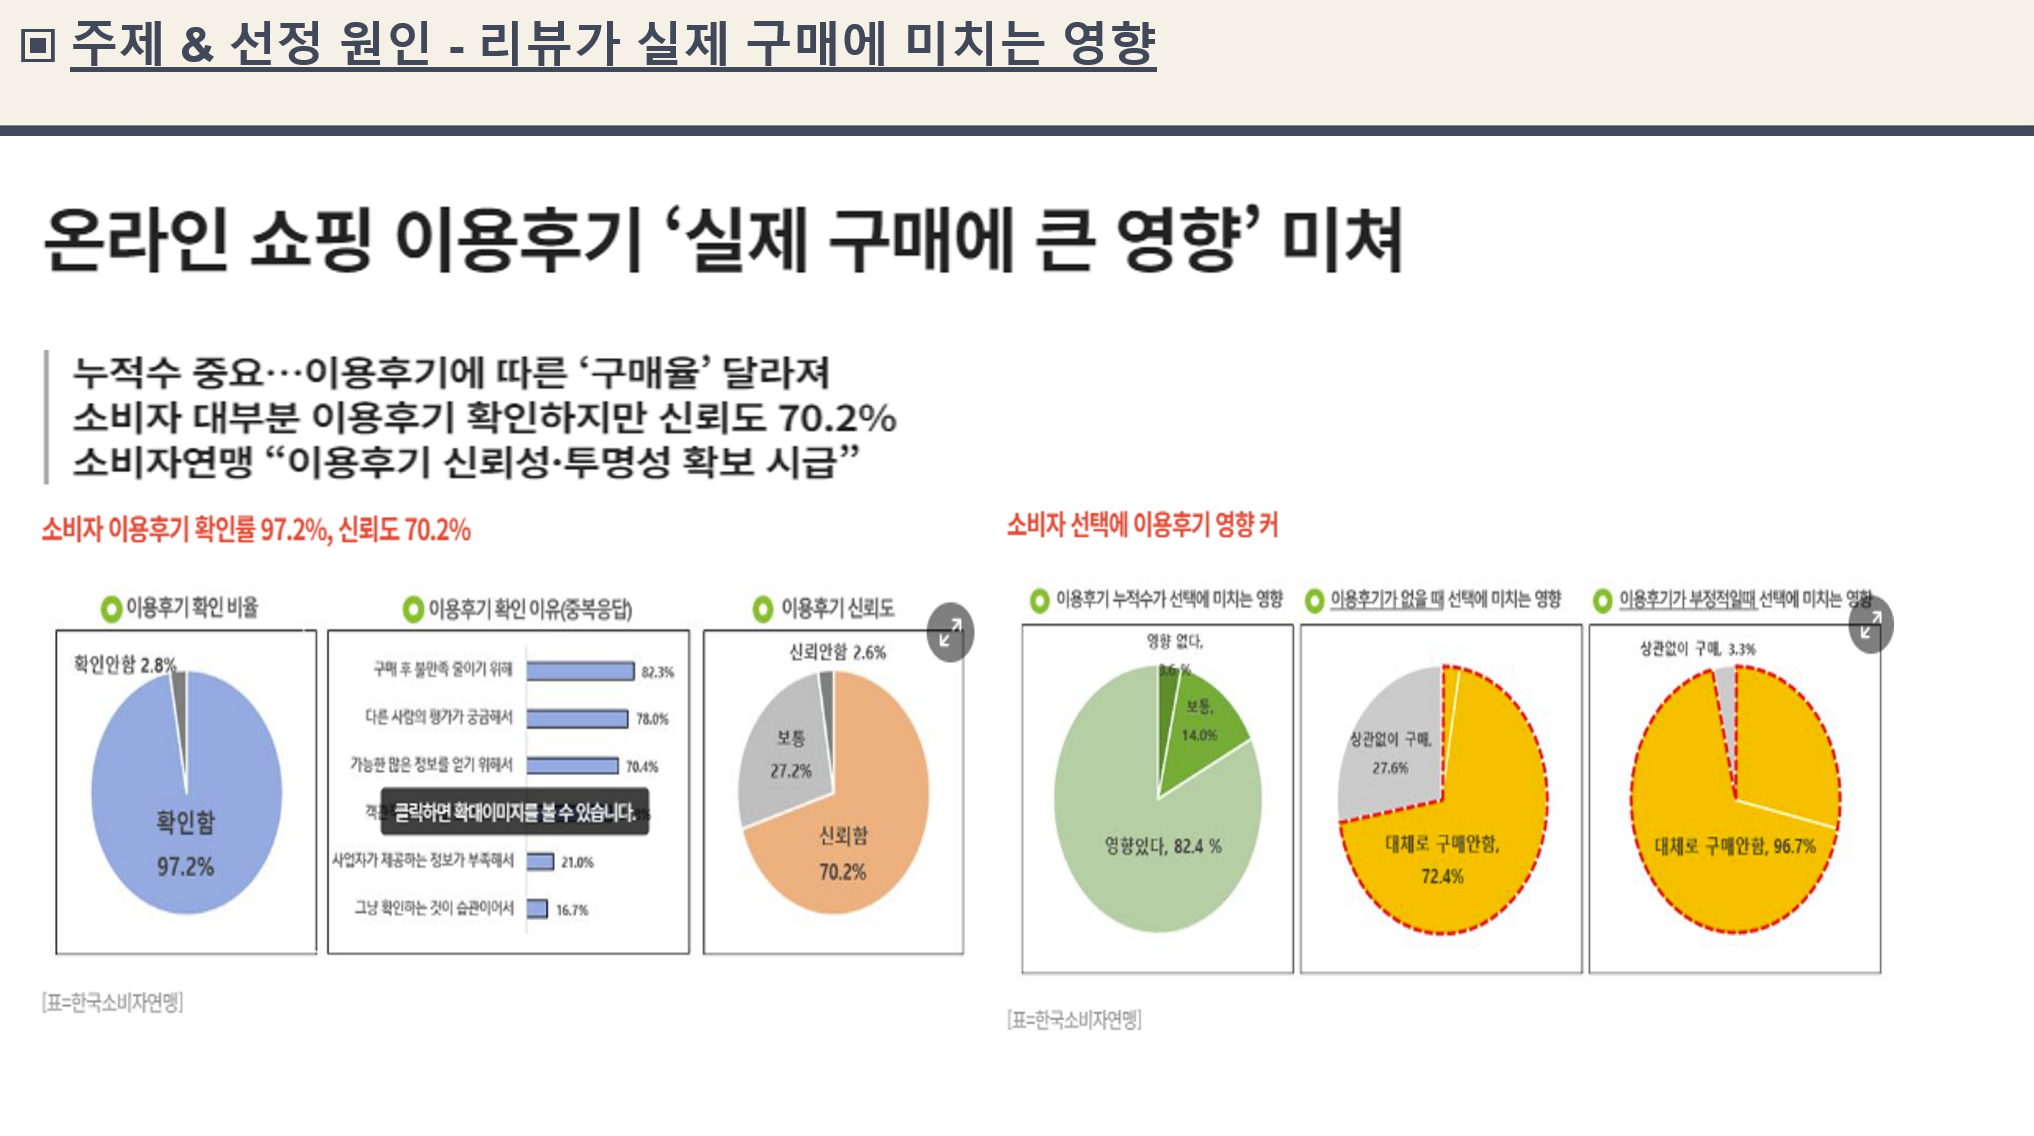 주제 & 선정 원인 - 리뷰가 실제 구매에 미치는 영향
온라인 쇼핑 이용후기 ‘실제 구매에 큰 영향’ 미쳐
누적수 중요…이용후기에 따른 ‘구매율’ 달라져
소비자 대부분 이용후기 확인하지만 신뢰도 70.2%
소비자연맹 “이용후기 신뢰성·투명성 확보 시급”
소비자 이용후기 확인률 97.2%, 신뢰도 70.2%
이용후기 확인 비율
확인안함 2.8%
확인함
97.2%
이용후기 확인 이유(중복응답)
구매 후 불만족 줄이기 위해 82.3%
다른 사람의 평가가 궁금해서 78.0%
가능한 많은 정보를 얻기 위해서 70.4%
클릭하면 확대이미지를 볼 수 있습니다.
사업자가 제공하는 정보가 부족해서 21.0%
그냥 확인하는 것이 습관이어서 16.7%
이용후기 신뢰도
신뢰안함 2.6%
보통
27.2%
신뢰함
70.2%
[표=한국소비자연맹]
소비자 선택에 이용후기 영향 커
이용후기 누적수가 선택에 미치는 영향
영향 없다,
3.6 %
보통,
14.0%
영향있다, 82.4 %
이용후기가 없을 때 선택에 미치는 영향
상관없이 구매,
27.6%
대체로 구매안함,
72.4%
이용후기가 부정적일때 선택에 미치는 영향
상관없이 구매, 3.3%
대체로 구매안함, 96.7%
[표=한국소비자연맹]